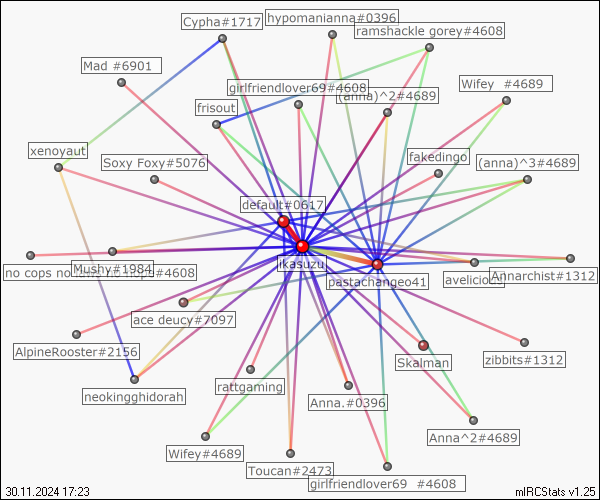 Cypha#1717
hypomanianna#0396
ramshackle gorey#4608
Mad #6901
girlfriendlover69#4608
(anna)^2#4689
Wifey #4689
frisout
xenoyaut
Soxy Foxy#5076
fakedingo
(anna)^3#4689
default#0617
ikasuzu
no cops no
#4608
Mushy#1984
pastachangeo41
Annarchist#1312
ace deucy#7097
AlpineRooster#2156
Skalman
zibbits#1312
neokingghidorah
rattgaming
Anna.#0396
Anna^2#4689
Wifey#4689
Toucan#2473
girlfriendlover69 #4608
30.11.2024 17:23
mIRCStats v1.25